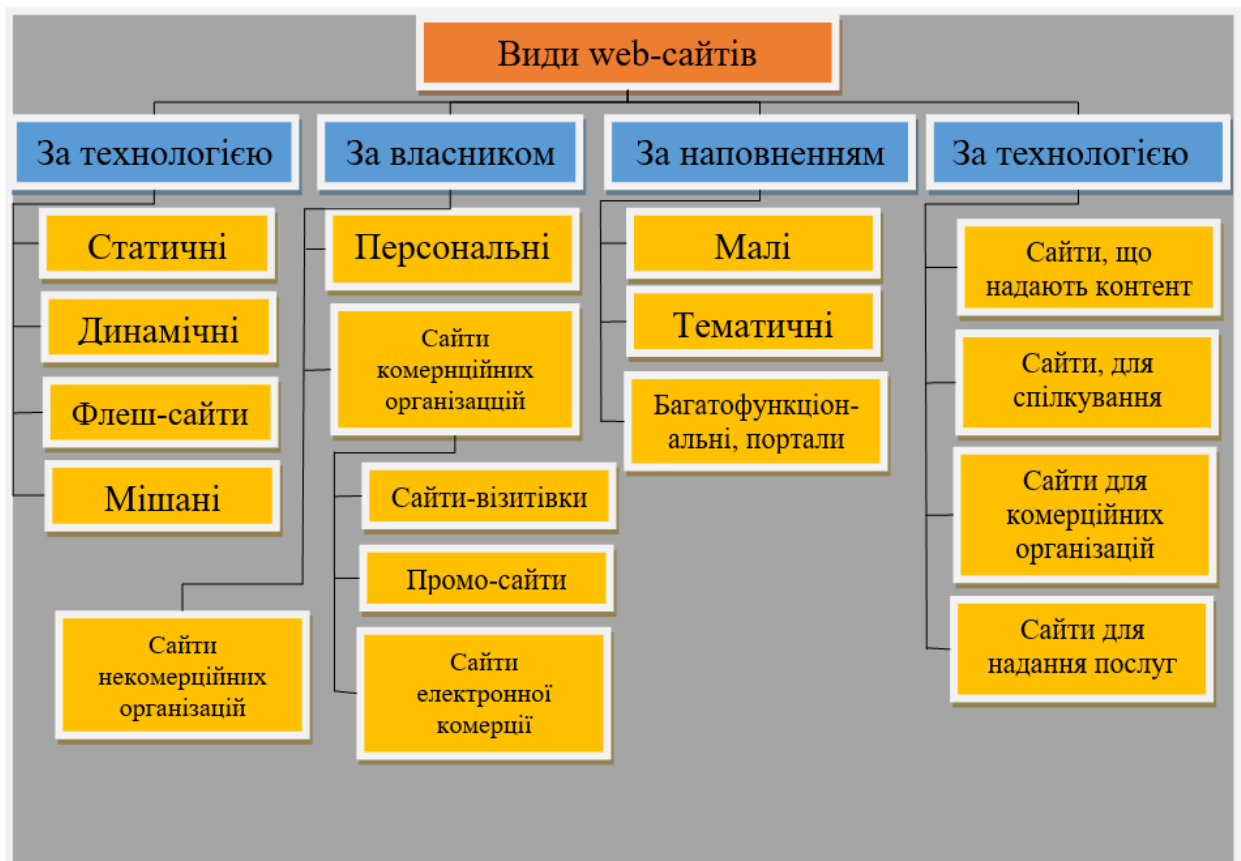 Види web-сайтів
За технологією
Статичні
Динамічні
Флеш-сайти
Мішані
За власником
Персональні
Сайти
комернційних
організаццій
Сайти-візитівки
Промо-сайти
Сайти
електронної
комерції
Сайти
некомерційних
організацій
За наповненням
Малі
Тематичні
Багатофункціон-
альні, портали
За технологією
Сайти, що
надають контент
Сайти, для
спілкування
Сайти для
комерційних
організацій
Сайти для
надання послуг